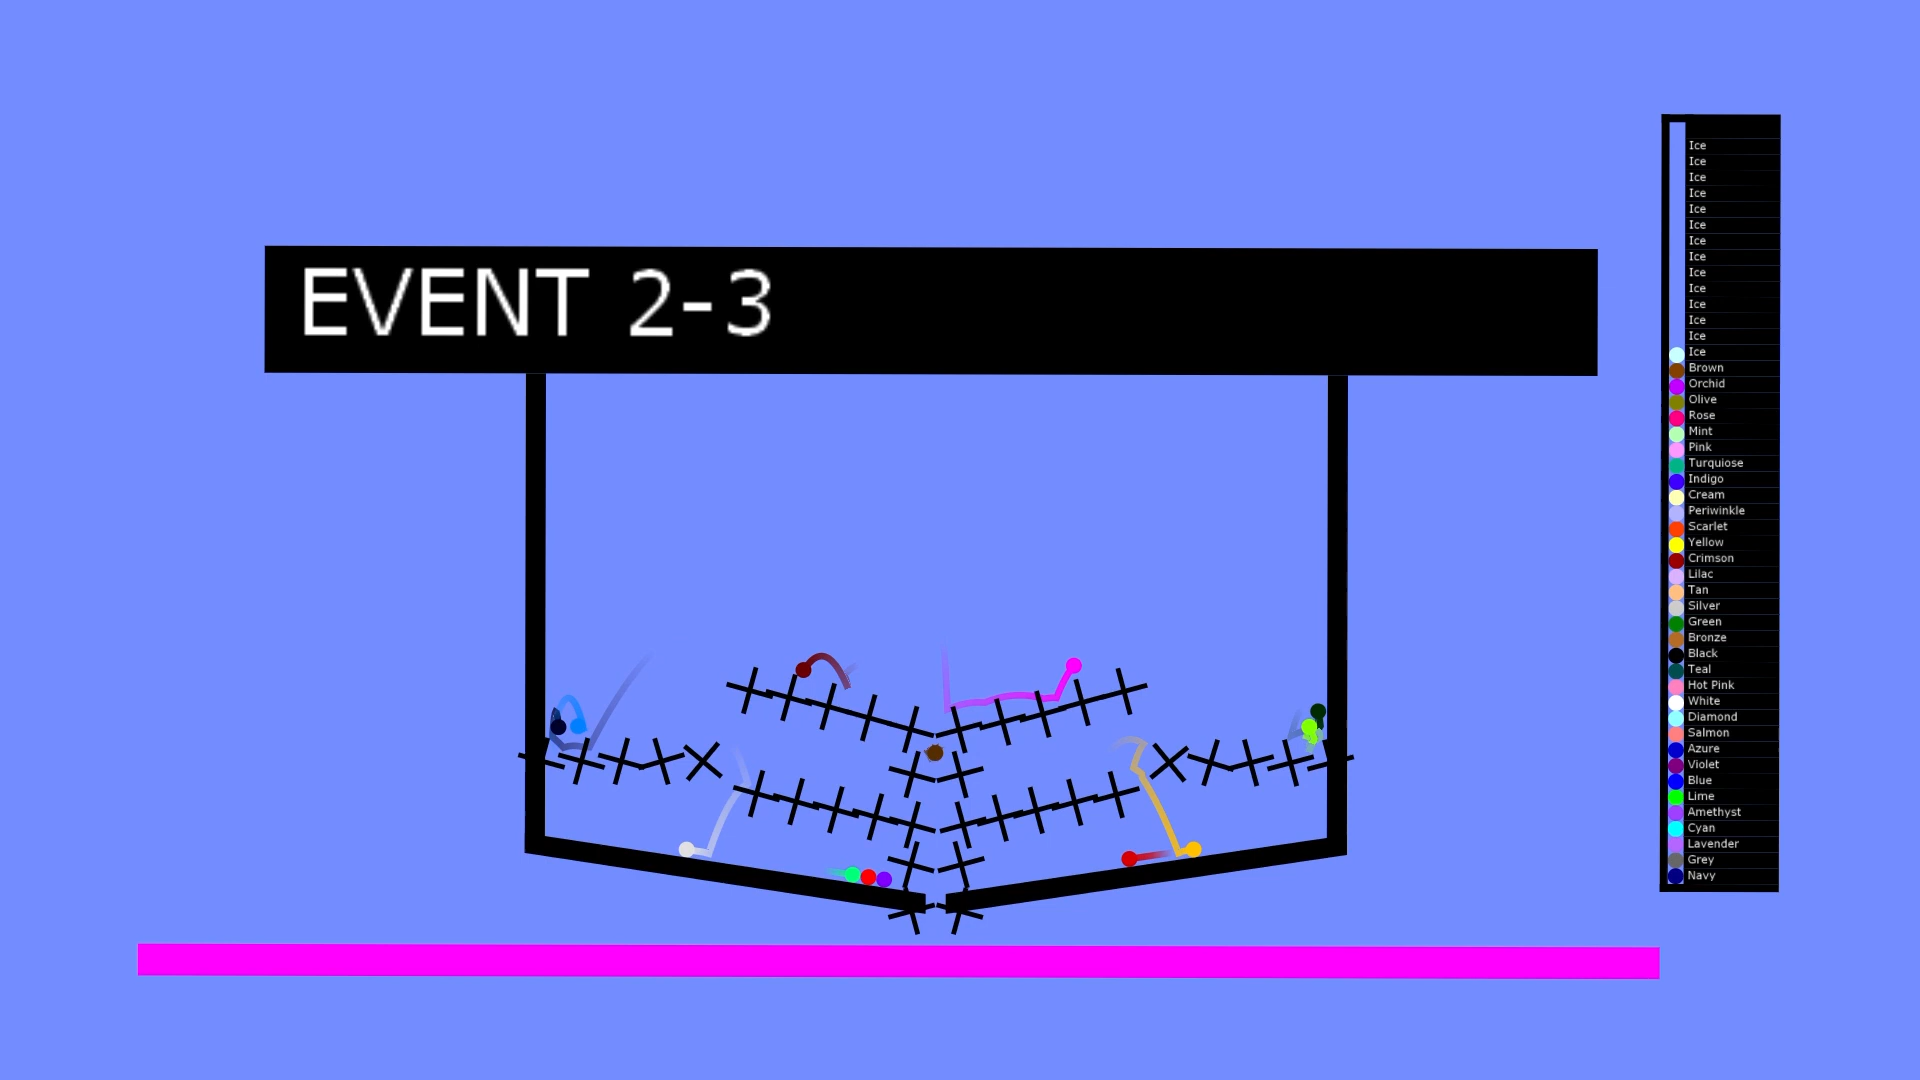 EVENT 2-3
Ice
Ice
Ice
Ice
Ice
Ice
Ice
Ice
Ice
Ice
Ice
Ice
Ice
Ice
Brown
Orchid
Olive
Rose
Mint
Pink
Turquiose
Indigo
Cream
Periwinkle
Scarlet
Yellow
Crimson
Lilac
Tan
Silver
Green
Bronze
Black
Teal
Hot Pink
White
Diamond
Salmon
Azure
Violet
Blue
Lime
Amethyst
Cyan
Lavender
Grey
Navy